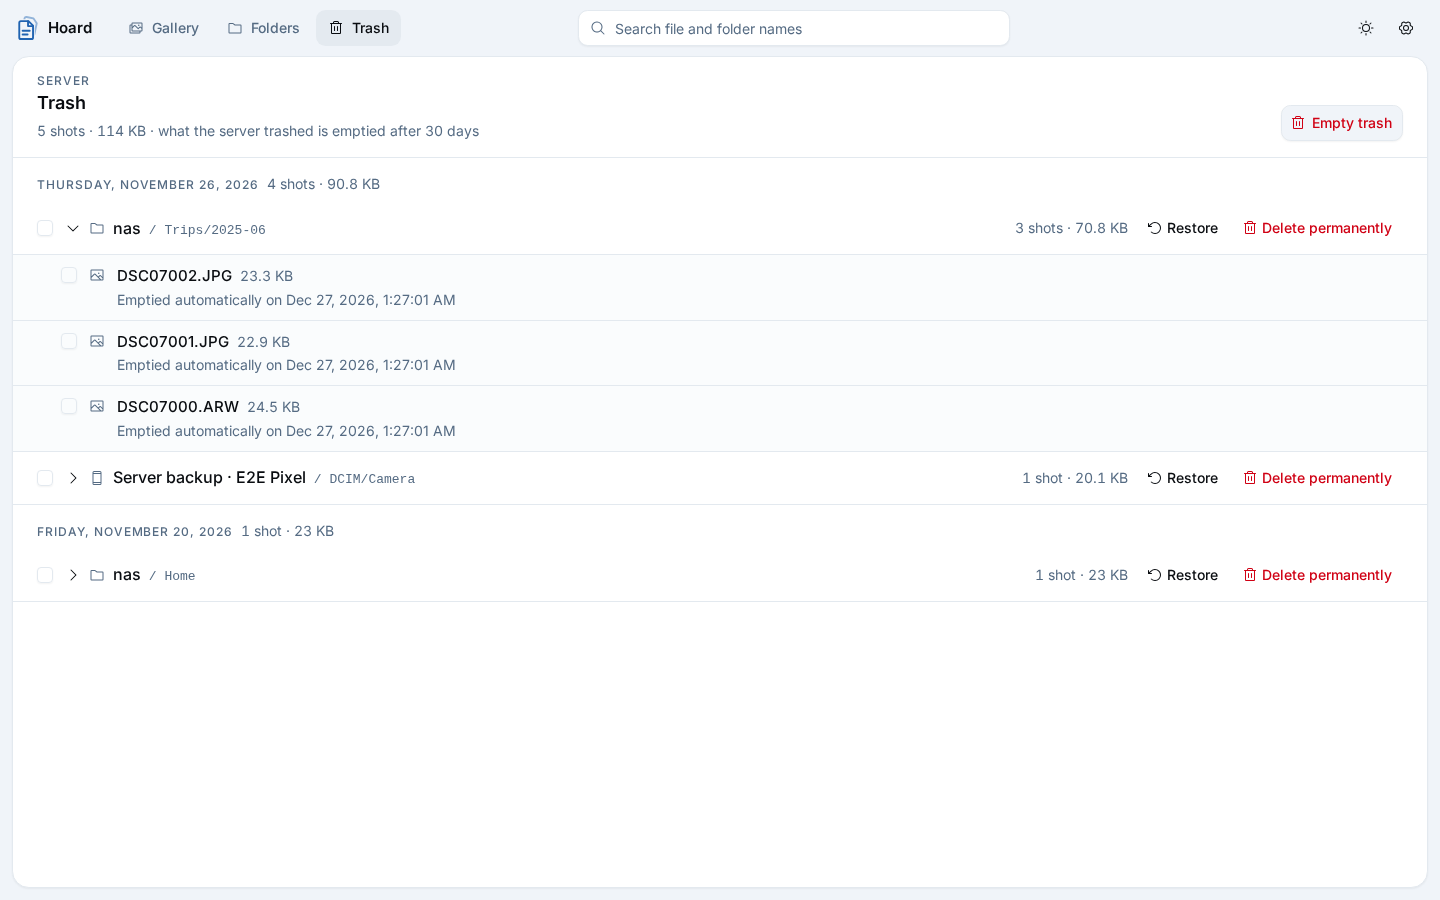 Hoard
Gallery
Folders
Trash
Search file and folder names
SERVER
Trash
5 shots · 114 KB · what the server trashed is emptied after 30 days
Empty trash
THURSDAY, NOVEMBER 26, 2026 4 shots · 90.8 KB
nas / Trips/2025-06 3 shots · 70.8 KB Restore Delete permanently
DSC07002.JPG 23.3 KB
Emptied automatically on Dec 27, 2026, 1:27:01 AM
DSC07001.JPG 22.9 KB
Emptied automatically on Dec 27, 2026, 1:27:01 AM
DSC07000.ARW 24.5 KB
Emptied automatically on Dec 27, 2026, 1:27:01 AM
Server backup · E2E Pixel / DCIM/Camera 1 shot · 20.1 KB Restore Delete permanently
FRIDAY, NOVEMBER 20, 2026 1 shot · 23 KB
nas / Home 1 shot · 23 KB Restore Delete permanently